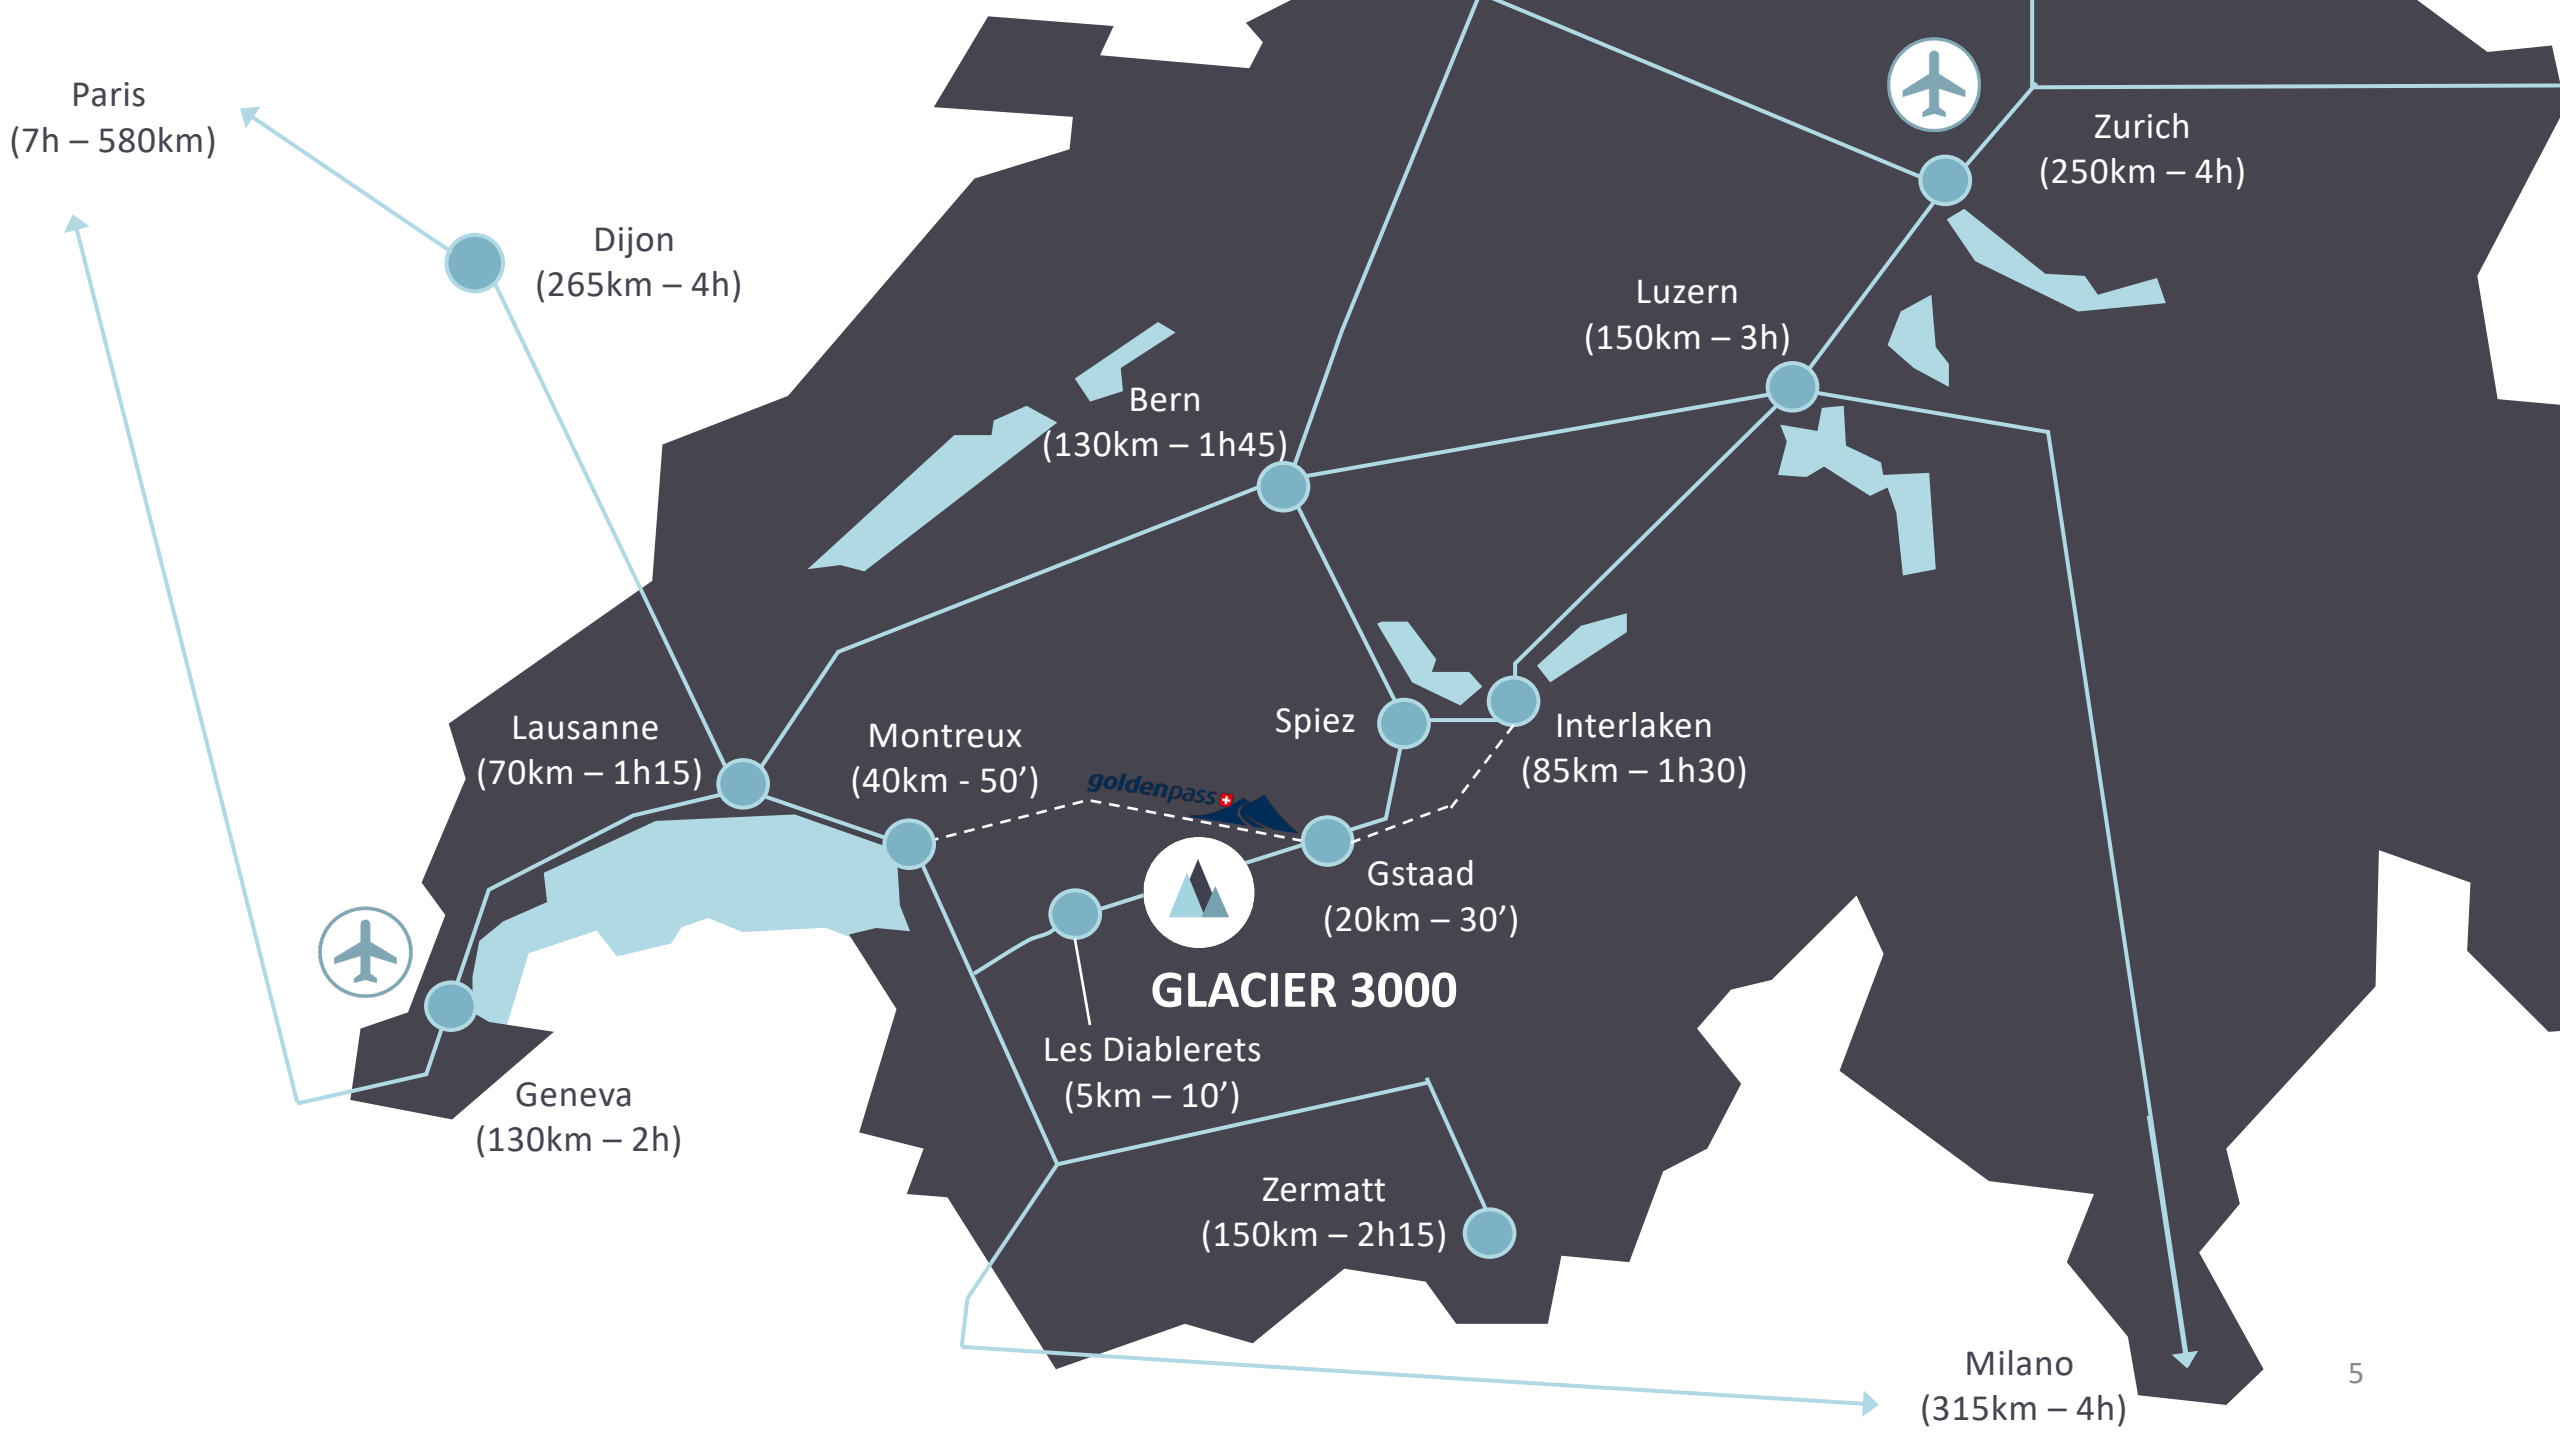 Paris
(7h – 580km)
Zurich
(250km – 4h)
Dijon
(265km – 4h)
Luzern
(150km – 3h)
Bern
(130km – 1h45)
Lausanne
(70km – 1h15)
Montreux
(40km - 50’)
Spiez
Interlaken
(85km – 1h30)
goldenpass
Gstaad
(20km – 30’)
GLACIER 3000
Les Diablerets
(5km – 10’)
Geneva
(130km – 2h)
Zermatt
(150km – 2h15)
Milano
(315km – 4h)
5